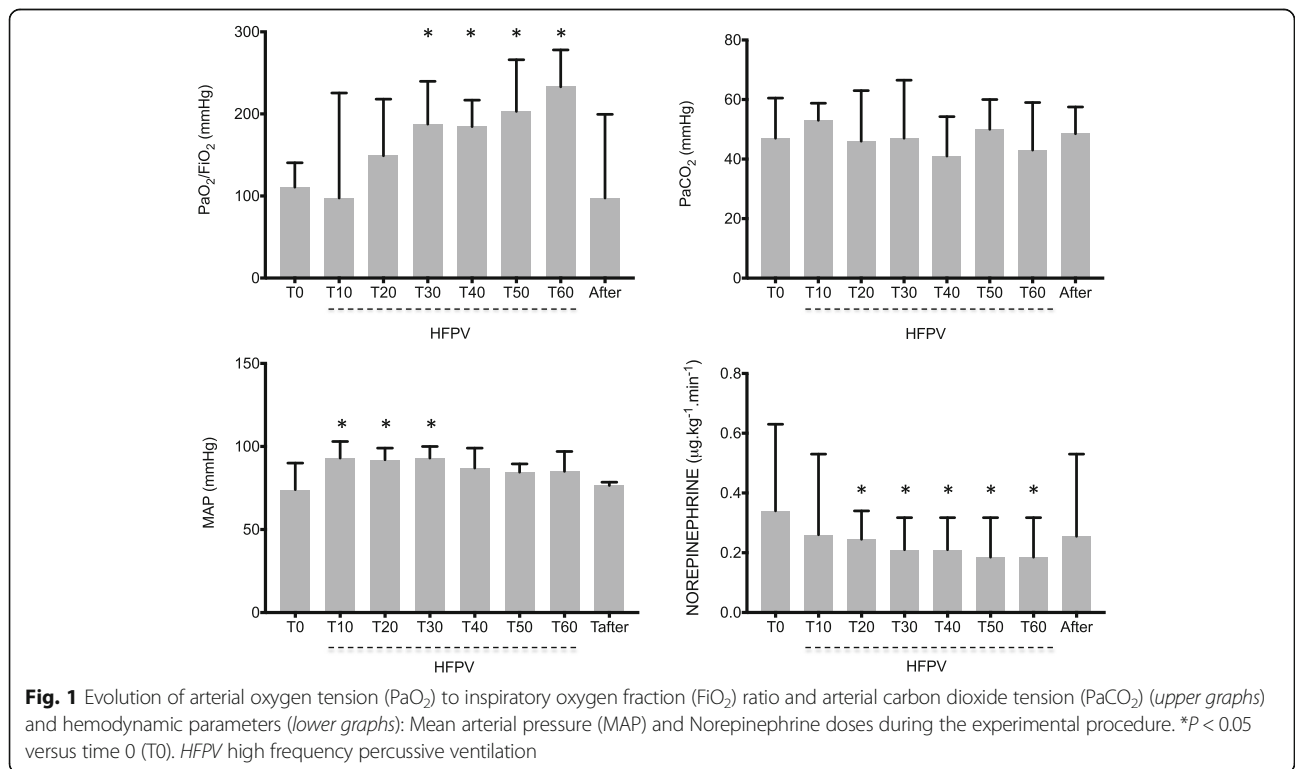 300
200
100
0
PaO₂/FiO₂ (mmHg)
* * * *
T0 T10 T20 T30 T40 T50 T60 After
HFPV
80
60
40
20
0
PaCO₂ (mmHg)
T0 T10 T20 T30 T40 T50 T60 After
HFPV
150
100
50
0
MAP (mmHg)
* * *
T0 T10 T20 T30 T40 T50 T60 Tafter
HFPV
0.8
0.6
0.4
0.2
0.0
NOREPINEPHRINE (µg.kg⁻¹.min⁻¹)
* * * * *
T0 T10 T20 T30 T40 T50 T60 After
HFPV
Fig. 1 Evolution of arterial oxygen tension (PaO₂) to inspiratory oxygen fraction (FiO₂) ratio and arterial carbon dioxide tension (PaCO₂) (upper graphs)
and hemodynamic parameters (lower graphs): Mean arterial pressure (MAP) and Norepinephrine doses during the experimental procedure. *P < 0.05
versus time 0 (T0). HFPV high frequency percussive ventilation